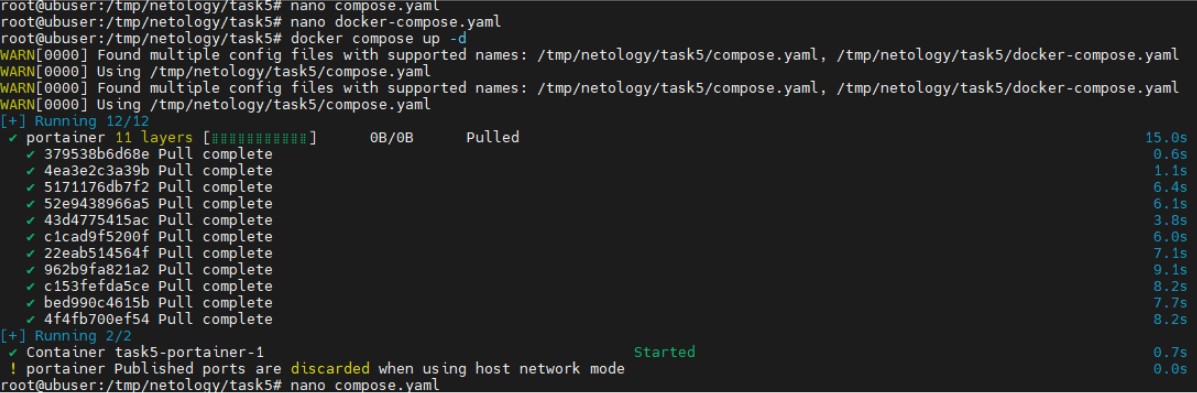 root@ubuser:/tmp/netology/task5# nano compose.yaml
root@ubuser:/tmp/netology/task5# nano docker-compose.yaml
root@ubuser:/tmp/netology/task5# docker compose up -d
WARN[0000] Found multiple config files with supported names: /tmp/netology/task5/compose.yaml, /tmp/netology/task5/docker-compose.yaml
WARN[0000] Using /tmp/netology/task5/compose.yaml
WARN[0000] Found multiple config files with supported names: /tmp/netology/task5/compose.yaml, /tmp/netology/task5/docker-compose.yaml
WARN[0000] Using /tmp/netology/task5/compose.yaml
[+] Running 12/12
✔ portainer 11 layers [⣿⣿⣿⣿⣿⣿⣿⣿⣿⣿⣿] 0B/0B Pulled 15.0s
✔ 379538b6d68e Pull complete 0.6s
✔ 4ea3e2c3a39b Pull complete 1.1s
✔ 5171176db7f2 Pull complete 6.4s
✔ 52e9438966a5 Pull complete 6.1s
✔ 43d4775415ac Pull complete 3.8s
✔ c1cad9f5200f Pull complete 6.0s
✔ 22eab514564f Pull complete 7.1s
✔ 962b9fa821a2 Pull complete 9.1s
✔ c153fefda5ce Pull complete 8.2s
✔ bed990c4615b Pull complete 7.7s
✔ 4f4fb700ef54 Pull complete 8.2s
[+] Running 2/2
✔ Container task5-portainer-1 Started 0.7s
! portainer Published ports are discarded when using host network mode 0.0s
root@ubuser:/tmp/netology/task5# nano compose.yaml